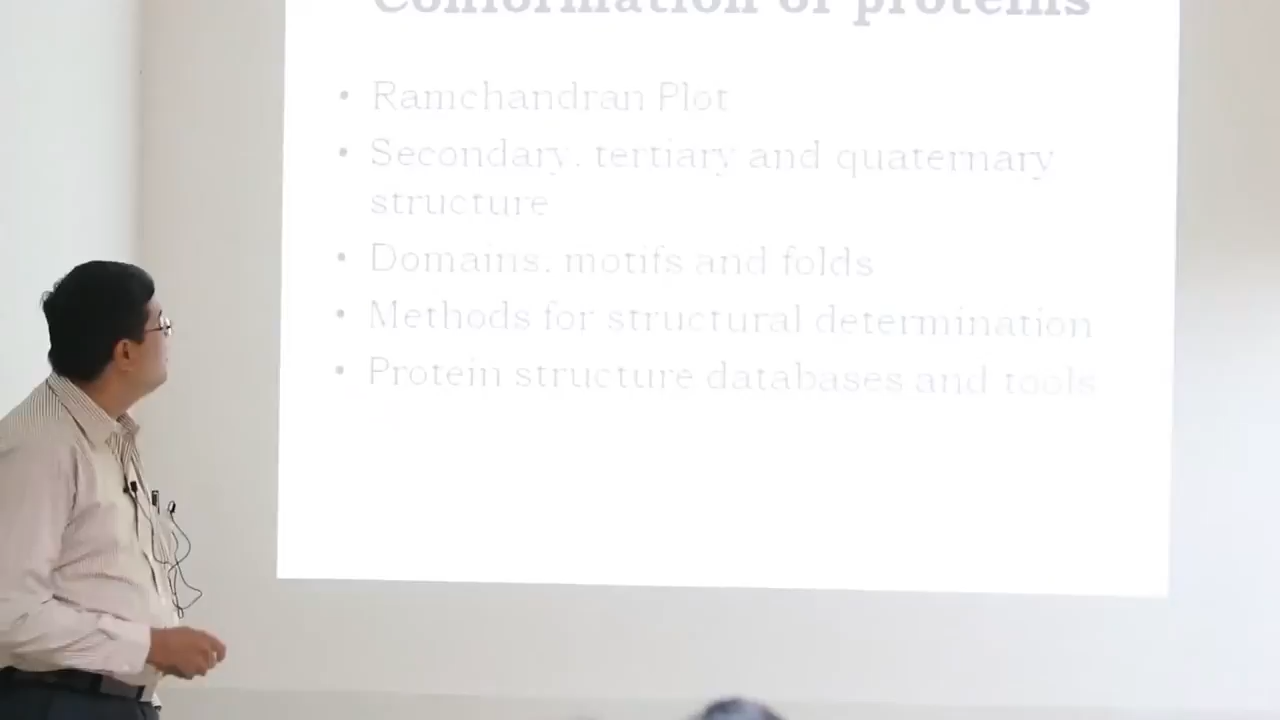 Conformation of proteins
• Ramchandran Plot
• Secondary, tertiary and quaternary
structure
• Domains, motifs and folds
• Methods for structural determination
• Protein structure databases and tools